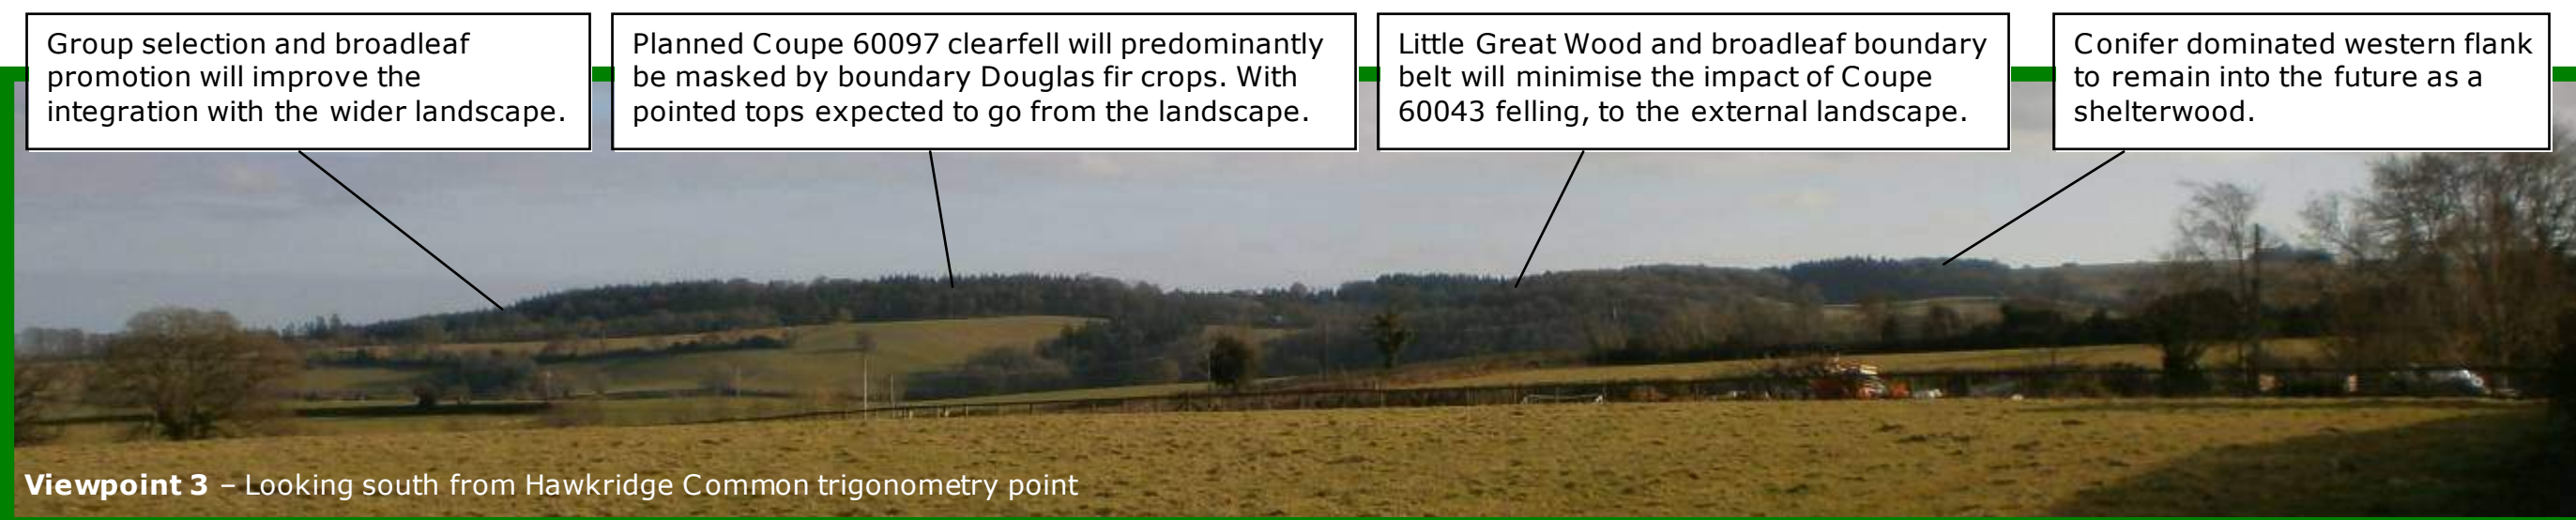 Group selection and broadleaf
promotion will improve the
integration with the wider landscape.
Planned Coupe 60097 clearfell will predominantly
be masked by boundary Douglas fir crops. With
pointed tops expected to go from the landscape.
Little Great Wood and broadleaf boundary
belt will minimise the impact of Coupe
60043 felling, to the external landscape.
Conifer dominated western flank
to remain into the future as a
shelterwood.
Viewpoint 3 – Looking south from Hawkridge Common trigonometry point